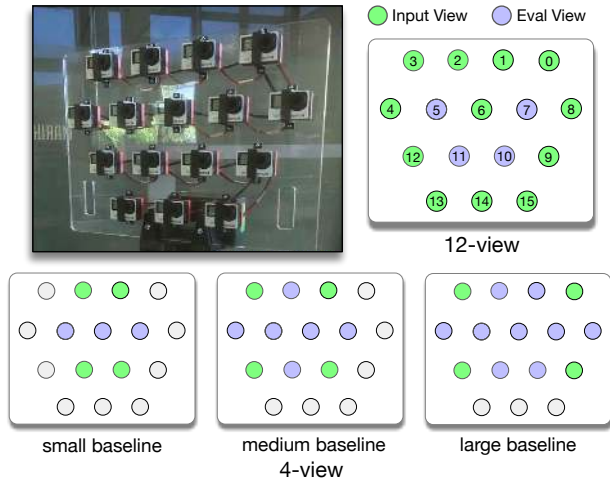 Input View
Eval View
3 2 1 0
4 5 6 7 8
12 11 10 9
13 14 15
12-view
small baseline
medium baseline
large baseline
4-view